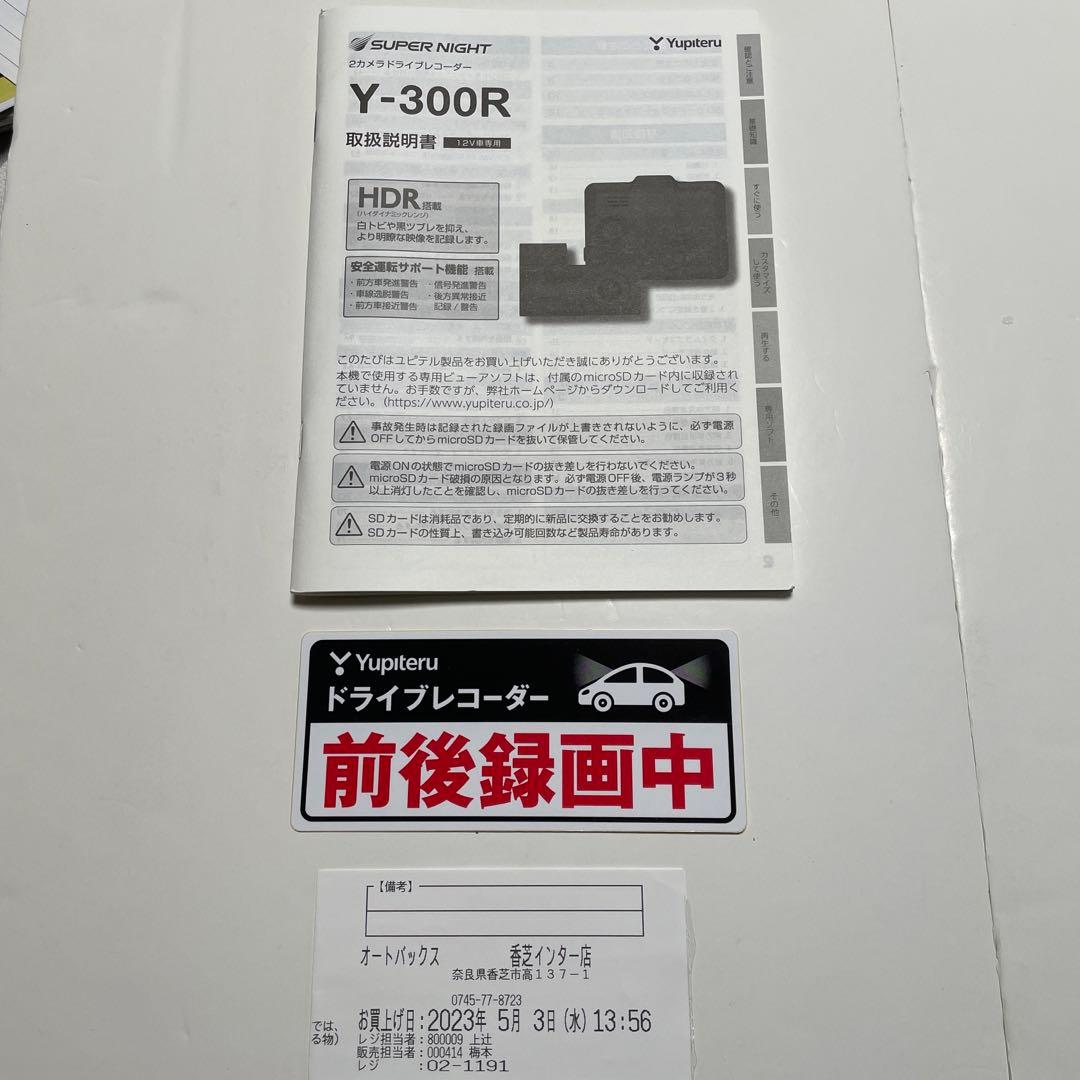 SUPER NIGHT
Yupiteru
2カメラドライブレコーダー
Y-300R
取扱説明書 12V車専用
HDR搭載
(ハイダイナミックレンジ)
白トビや黒ツブレを抑え、
より明瞭な映像を記録します。
安全運転サポート機能 搭載
・前方車発進警告 ・信号発進警告
・車線逸脱警告 ・後方異常接近
・前方車接近警告 記録/警告
確認とご注意
基礎知識
すぐに使う
カスタマイズ
して使う
再生する
専用ソフト
その他
このたびはユピテル製品をお買い上げいただき誠にありがとうございます。
本機で使用する専用ビューアソフトは、付属のmicroSDカード内に収録され
ていません。お手数ですが、弊社ホームページからダウンロードしてご利用く
ださい。(https://www.yupiteru.co.jp/)
事故発生時は記録された録画ファイルが上書きされないように、必ず電源
OFFしてからmicroSDカードを抜いて保管してください。
電源ONの状態でmicroSDカードの抜き差しを行わないでください。
microSDカード破損の原因となります。必ず電源OFF後、電源ランプが3秒
以上消灯したことを確認し、microSDカードの抜き差しを行ってください。
SDカードは消耗品であり、定期的に新品に交換することをお勧めします。
SDカードの性質上、書き込み可能回数など製品寿命があります。
Yupiteru
ドライブレコーダー
前後録画中
【備考】
オートバックス 香芝インター店
奈良県香芝市高137-1
0745-77-8723
では、 お買上げ日:2023年 5月 3日(水)13:56
る物) レジ担当者:800009 上辻
販売担当者:000414 梅本
レジ :02-1191